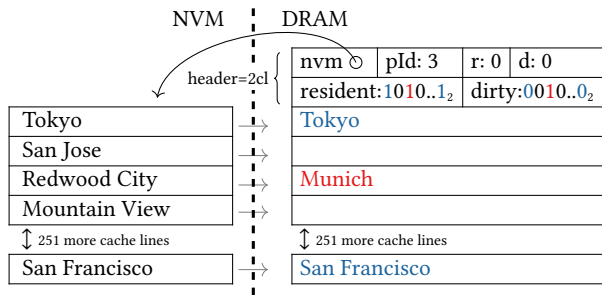 NVM DRAM
nvm pId: 3 r: 0 d: 0
header=2cl
resident:1010..1₂ dirty:0010..0₂
Tokyo Tokyo
San Jose
Redwood City Munich
Mountain View
251 more cache lines 251 more cache lines
San Francisco San Francisco